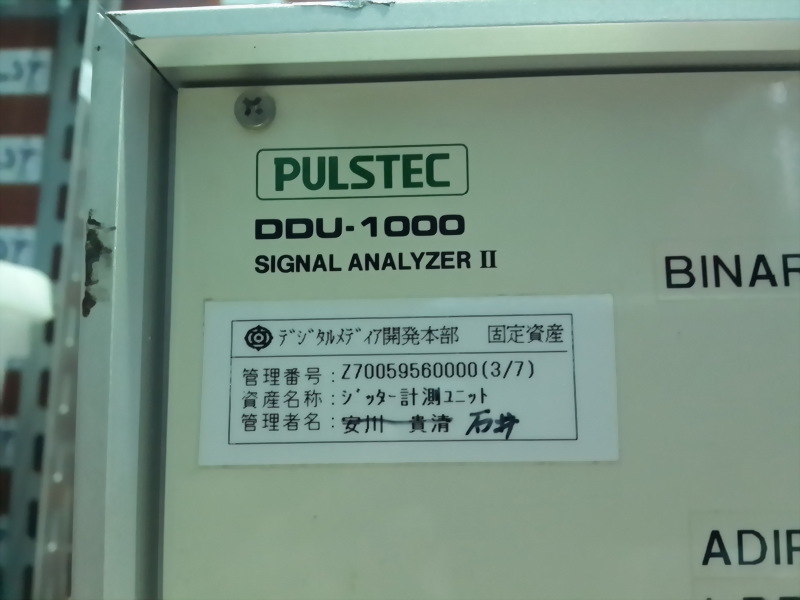 PULSTEC
DDU-1000
SIGNAL ANALYZER II
BINAR
デジタルメディア開発本部 固定資産
管理番号:Z70059560000(3/7)
資産名称:ジッター計測ユニット
管理者名:安川 貴清 石井
ADIP